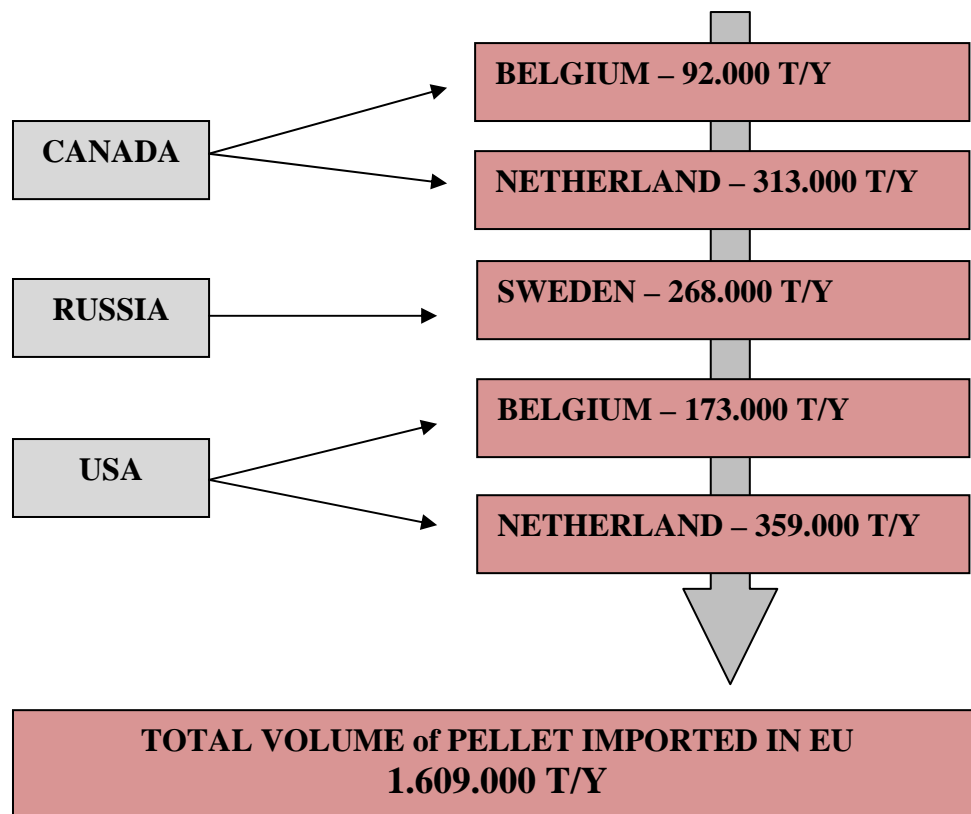 BELGIUM – 92.000 T/Y
CANADA
NETHERLAND – 313.000 T/Y
SWEDEN – 268.000 T/Y
RUSSIA
BELGIUM – 173.000 T/Y
USA
NETHERLAND – 359.000 T/Y
TOTAL VOLUME of PELLET IMPORTED IN EU
1.609.000 T/Y